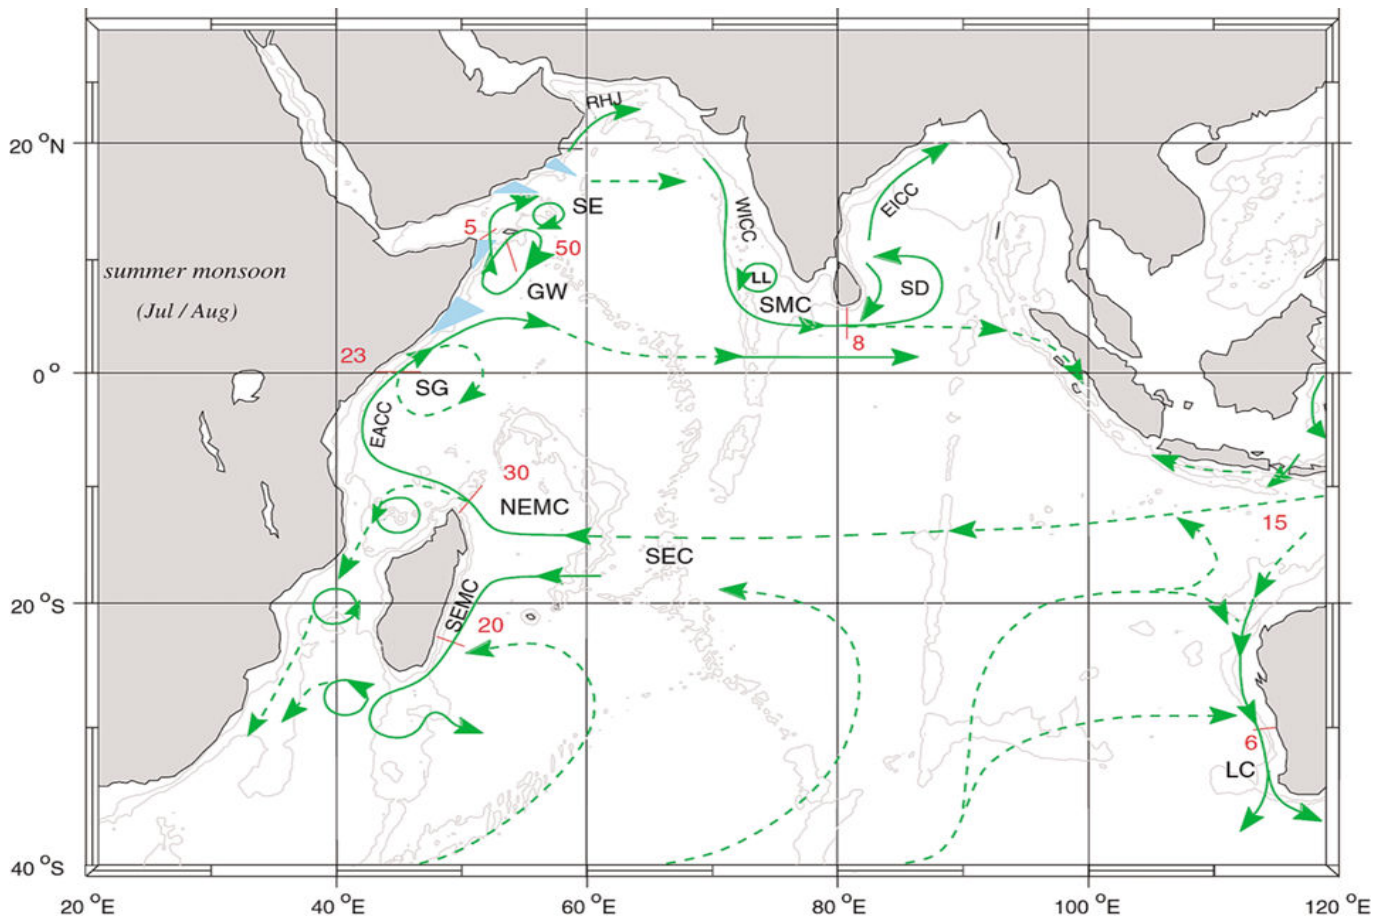 RHJ
20 °N
SE
WICC
EICC
5
50
summer monsoon
(Jul / Aug)
GW
LL
SMC
SD
23
8
0 °
SG
EACC
30
NEMC
15
SEC
20 °S
SEMC
20
6
LC
40 °S
20 °E
40 °E
60 °E
80 °E
100 °E
120 °E